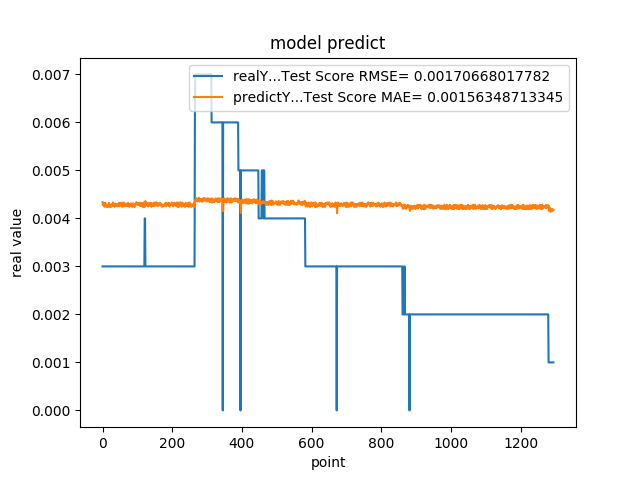 model predict
realY...Test Score RMSE= 0.00170668017782
predictY...Test Score MAE= 0.00156348713345
real value
0.007
0.006
0.005
0.004
0.003
0.002
0.001
0.000
0 200 400 600 800 1000 1200
point